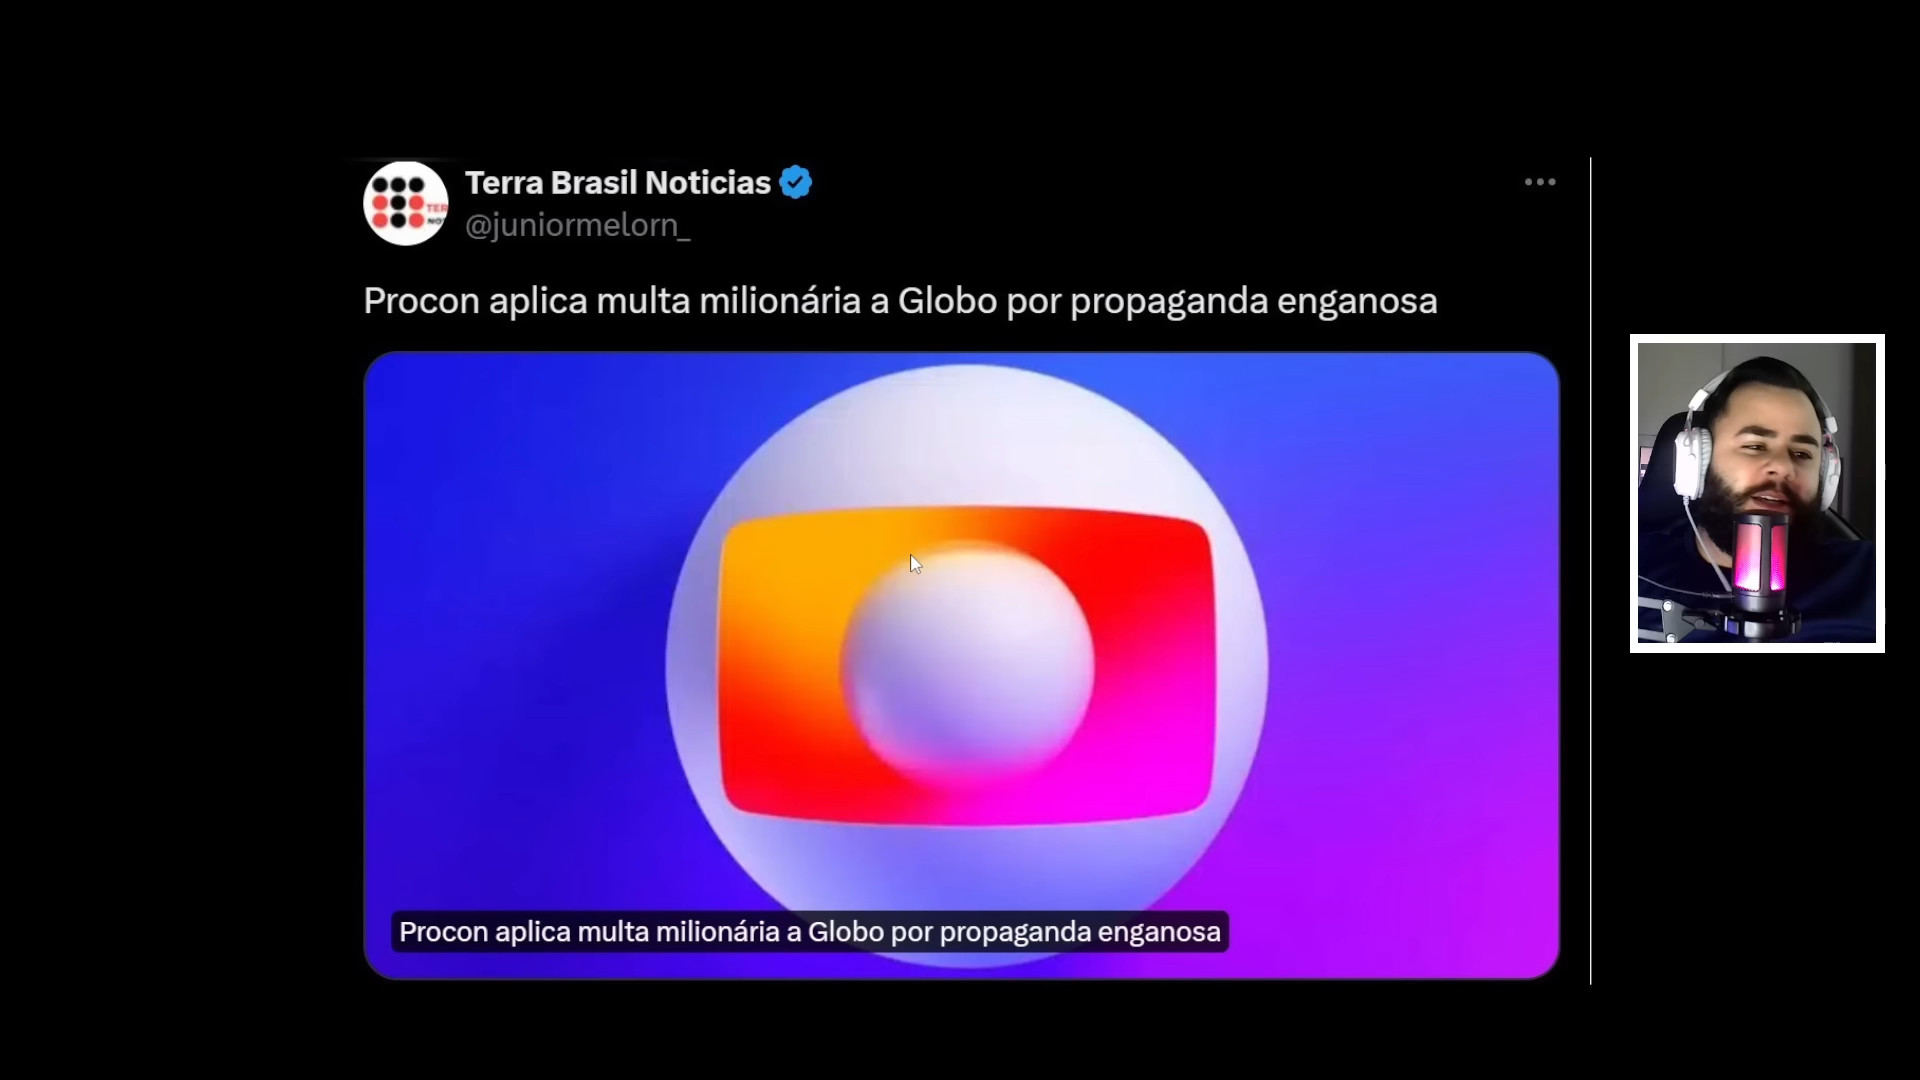 Terra Brasil Noticias
@juniormelorn_
Procon aplica multa milionária a Globo por propaganda enganosa
Procon aplica multa milionária a Globo por propaganda enganosa